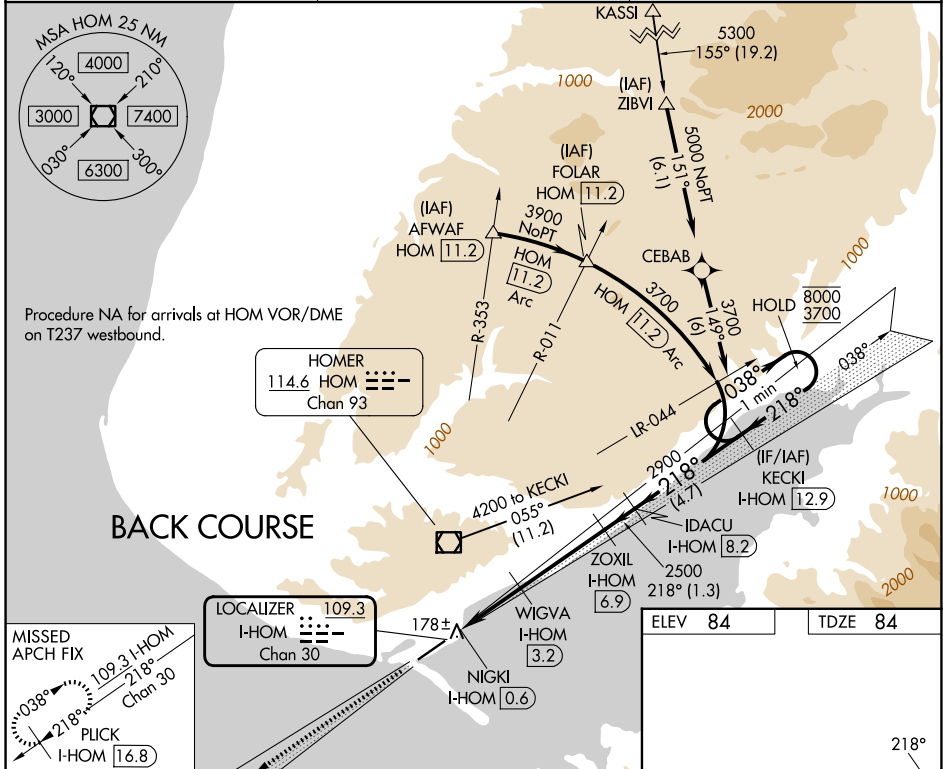 MSA HOM 25 NM
120°
4000
210°
3000
7400
030°
6300
300°
KASSI
5300
155° (19.2)
(IAF)
ZIBVI
1000
2000
5000 NoPT
151°
(6.1)
(IAF)
FOLAR
HOM 11.2
(IAF)
AFWAF
HOM 11.2
3900
NoPT
HOM
11.2
Arc
CEBAB
1000
3700
HOM 11.2 Arc
3700
149°
(6)
HOLD
8000
3700
Procedure NA for arrivals at HOM VOR/DME
on T237 westbound.
R-353
R-011
HOMER
114.6 HOM
Chan 93
038°
038°
1 min
218°
LR-044
1000
(IF/IAF)
KECKI
I-HOM 12.9
2900
218°
(4.7)
1000
4200 to KECKI
055°
(11.2)
BACK COURSE
IDACU
I-HOM 8.2
ZOXIL
I-HOM
6.9
2500
218° (1.3)
2000
LOCALIZER 109.3
I-HOM
Chan 30
178±
WIGVA
I-HOM
3.2
NIGKI
I-HOM 0.6
ELEV 84
TDZE 84
218°
MISSED
APCH FIX
109.3 I-HOM
218°
Chan 30
038°
218°
PLICK
I-HOM 16.8